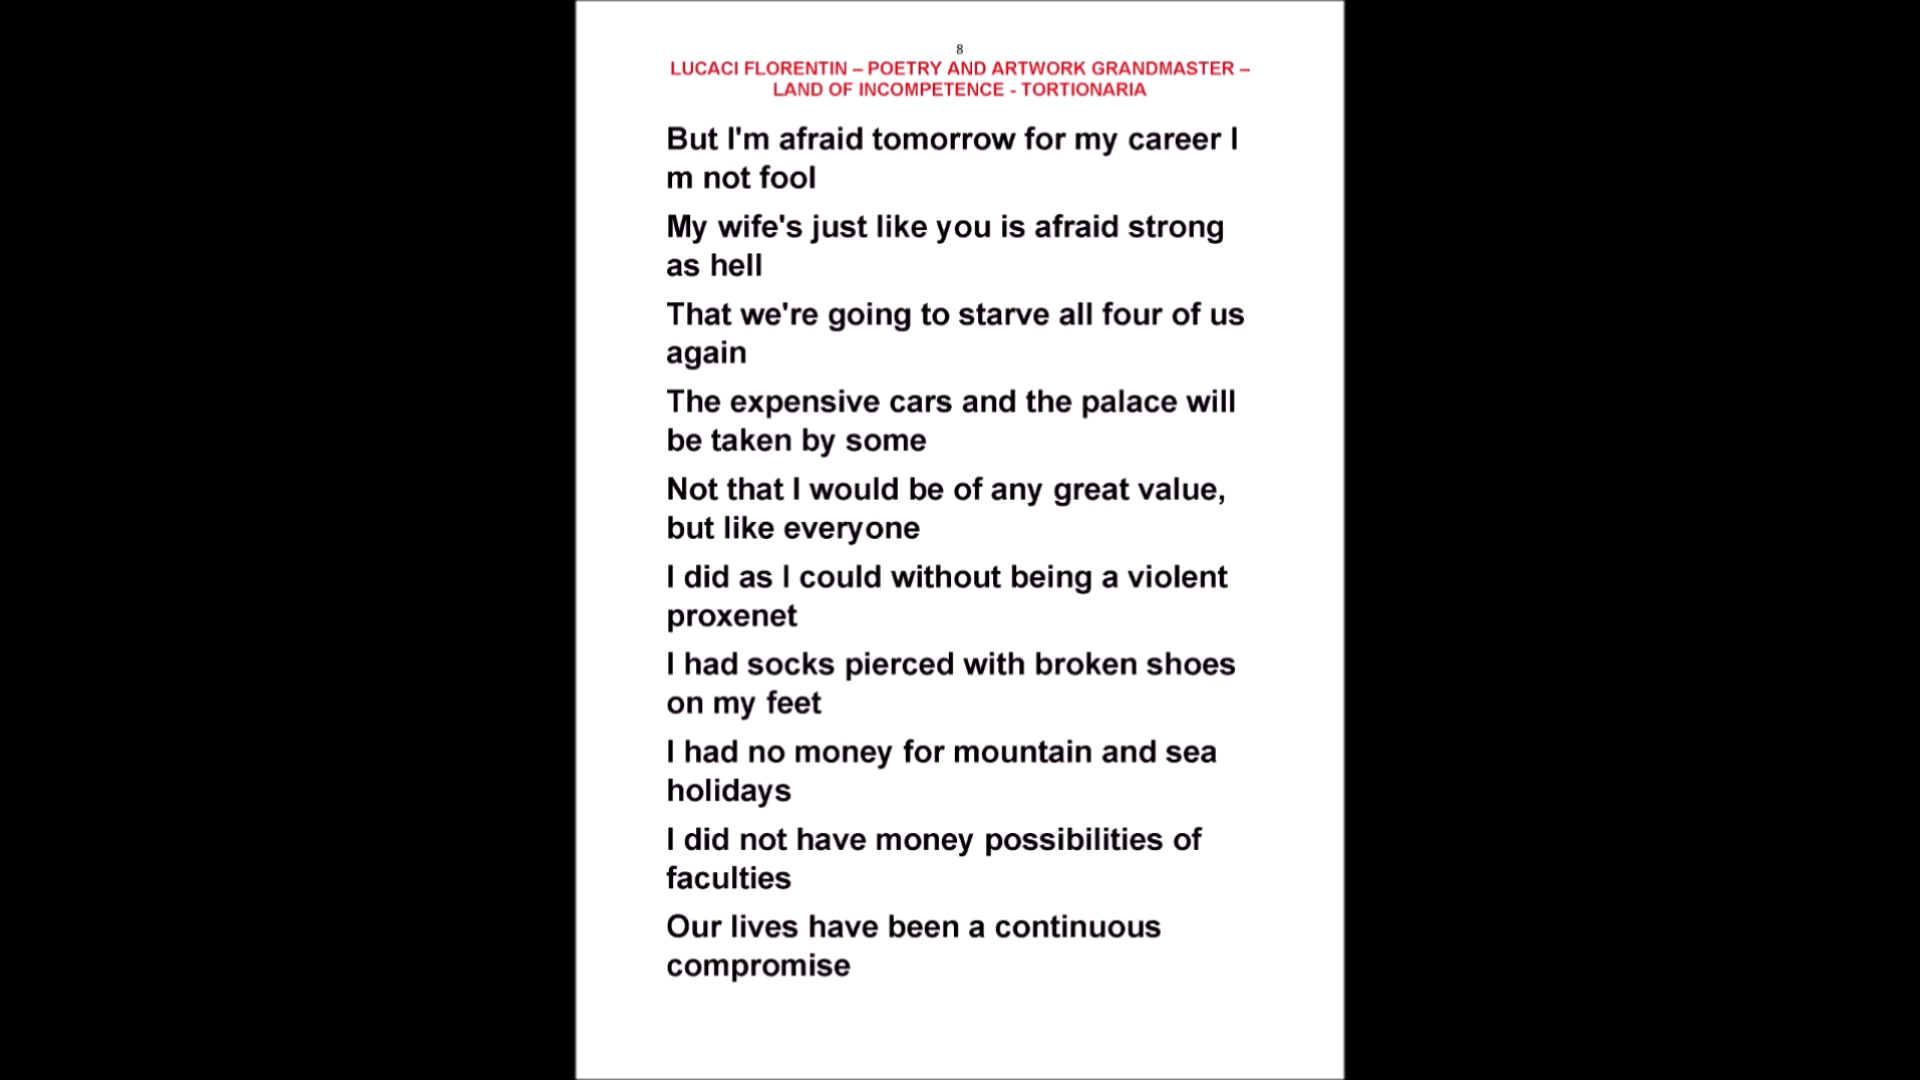 8
LUCACI FLORENTIN – POETRY AND ARTWORK GRANDMASTER –
LAND OF INCOMPETENCE - TORTIONARIA
But I'm afraid tomorrow for my career I
m not fool
My wife's just like you is afraid strong
as hell
That we're going to starve all four of us
again
The expensive cars and the palace will
be taken by some
Not that I would be of any great value,
but like everyone
I did as I could without being a violent
proxenet
I had socks pierced with broken shoes
on my feet
I had no money for mountain and sea
holidays
I did not have money possibilities of
faculties
Our lives have been a continuous
compromise